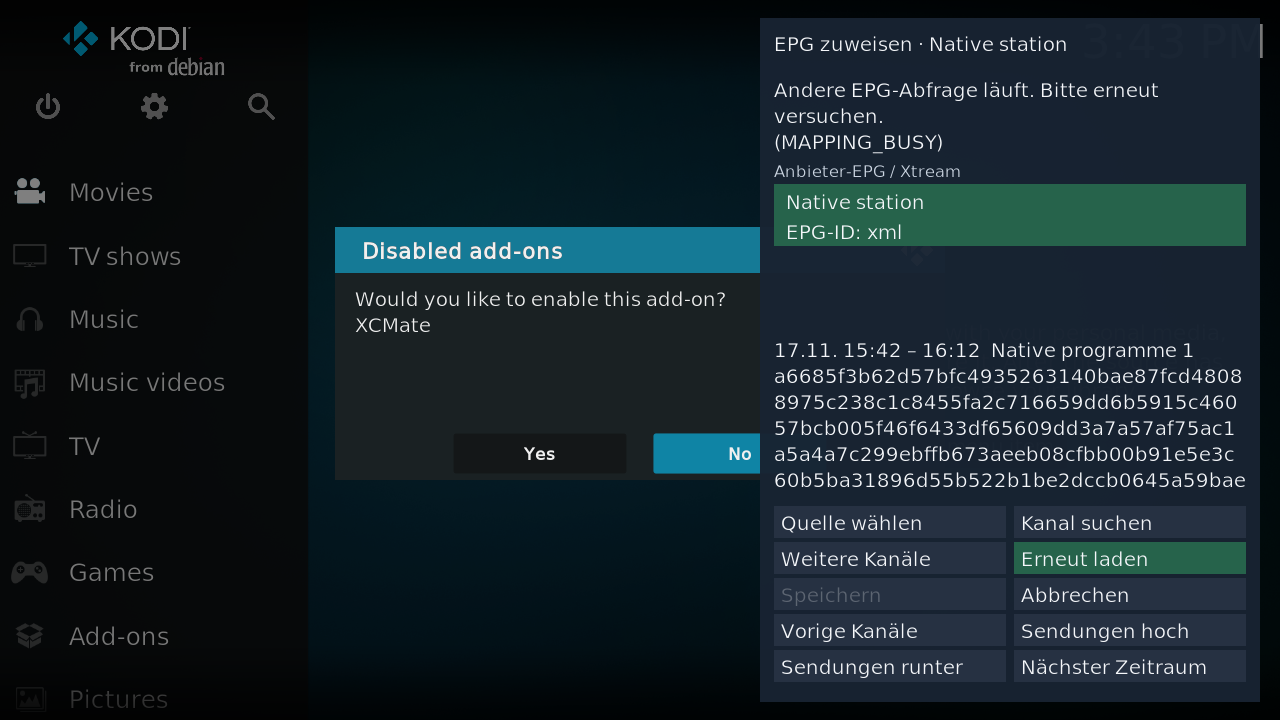 KODI
from debian
3:43 PM
Movies
TV shows
Music
Music videos
TV
Radio
Games
Add-ons
Pictures
Disabled add-ons
Would you like to enable this add-on?
XCMate
Yes
No
EPG zuweisen · Native station
Andere EPG-Abfrage läuft. Bitte erneut
versuchen.
(MAPPING_BUSY)
Anbieter-EPG / Xtream
Native station
EPG-ID: xml
17.11. 15:42 – 16:12 Native programme 1
a6685f3b62d57bfc4935263140bae87fcd4808
8975c238c1c8455fa2c716659dd6b5915c460
57bcb005f46f6433df65609dd3a7a57af75ac1
a5a4a7c299ebffb673aeeb08cfbb00b91e5e3c
60b5ba31896d55b522b1be2dccb0645a59bae
Quelle wählen
Kanal suchen
Weitere Kanäle
Erneut laden
Speichern
Abbrechen
Vorige Kanäle
Sendungen hoch
Sendungen runter
Nächster Zeitraum